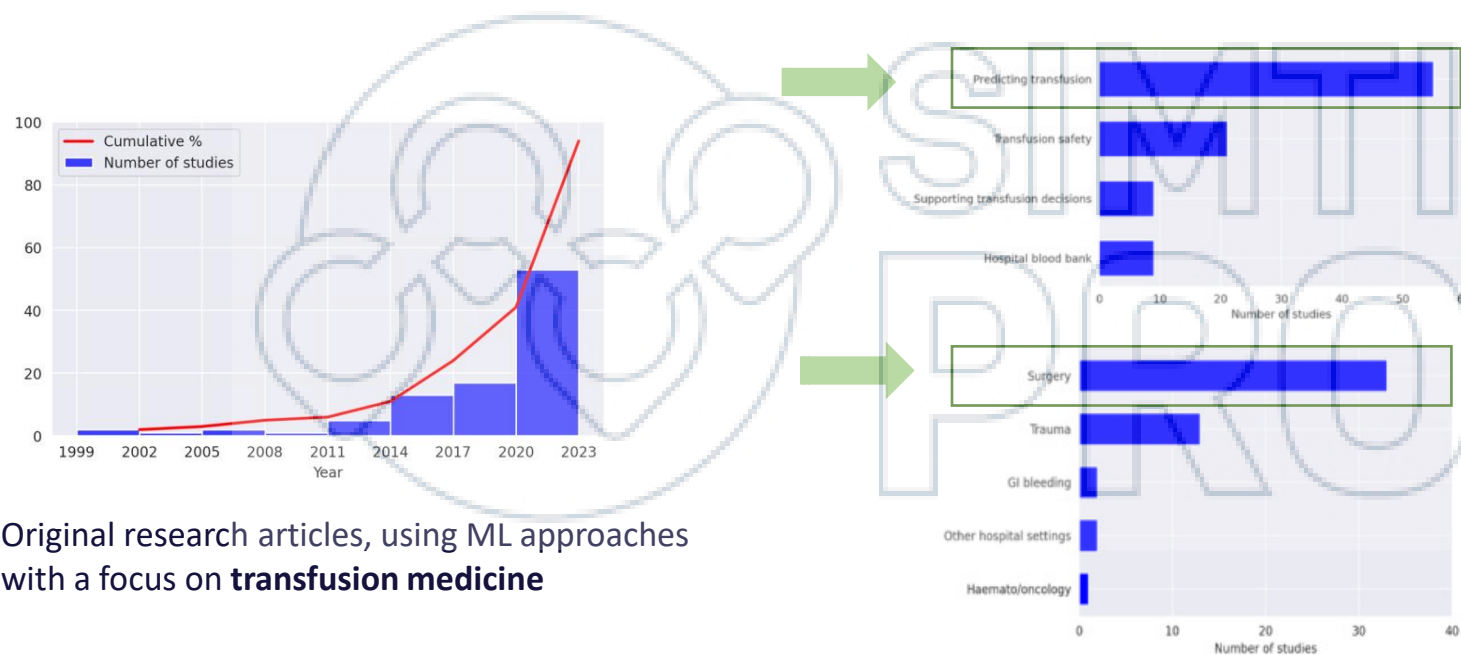 100
80
60
40
20
0
Cumulative %
Number of studies
1999 2002 2005 2008 2011 2014 2017 2020 2023
Year
Original research articles, using ML approaches
with a focus on transfusion medicine
Predicting transfusion
Transfusion safety
Supporting transfusion decisions
Hospital blood bank
0 10 20 30 40 50
Number of studies
Surgery
Trauma
GI bleeding
Other hospital settings
Haemato/oncology
0 10 20 30 40
Number of studies
SIMTI
PRO